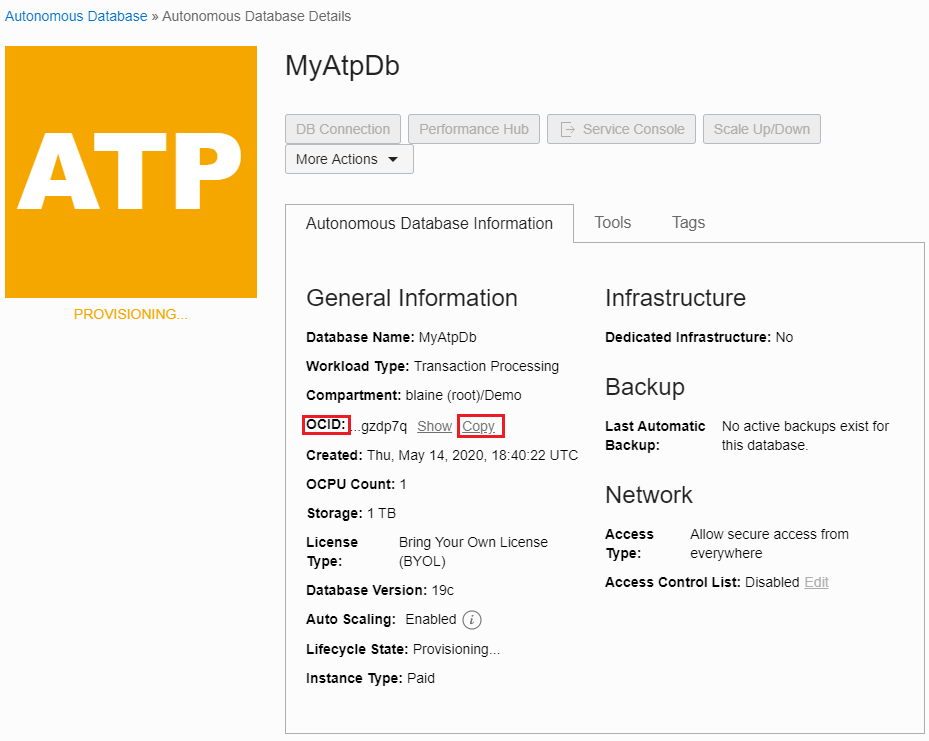 Autonomous Database » Autonomous Database Details
ATP
PROVISIONING...
MyAtpDb
DB Connection Performance Hub Service Console Scale Up/Down
More Actions
Autonomous Database Information Tools Tags
General Information
Database Name: MyAtpDb
Workload Type: Transaction Processing
Compartment: blaine (root)/Demo
OCID: ...gzdp7q Show Copy
Created: Thu, May 14, 2020, 18:40:22 UTC
OCPU Count: 1
Storage: 1 TB
License Bring Your Own License
Type: (BYOL)
Database Version: 19c
Auto Scaling: Enabled i
Lifecycle State: Provisioning...
Instance Type: Paid
Infrastructure
Dedicated Infrastructure: No
Backup
Last Automatic No active backups exist for
Backup: this database.
Network
Access Allow secure access from
Type: everywhere
Access Control List: Disabled Edit